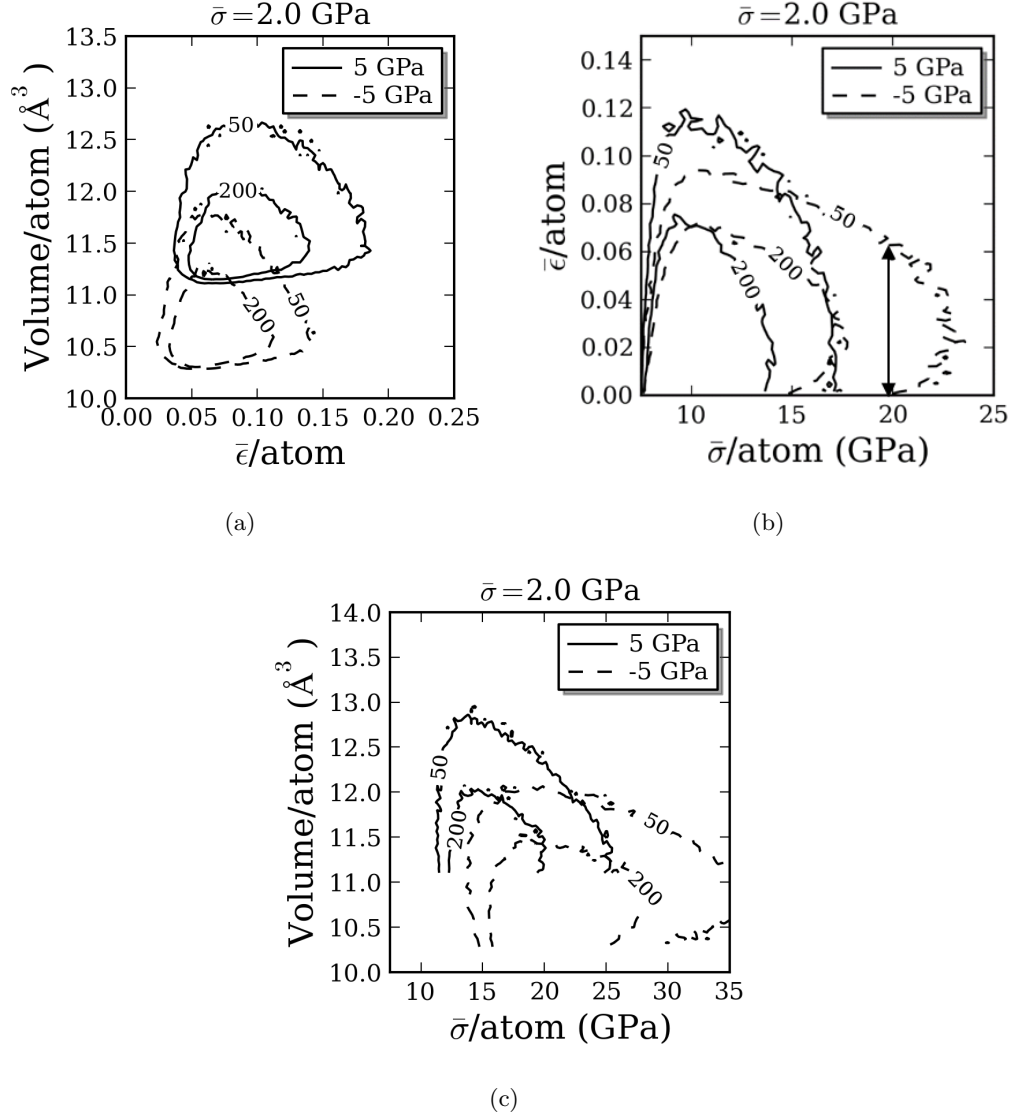 σ̄=2.0 GPa
13.5
13.0
12.5
12.0
11.5
11.0
10.5
10.0
Volume/atom (Å³)
5 GPa
-5 GPa
50
200
200
50
0.00 0.05 0.10 0.15 0.20 0.25
ε̄/atom
(a)
σ̄=2.0 GPa
0.14
0.12
0.10
0.08
0.06
0.04
0.02
0.00
ε̄/atom
5 GPa
-5 GPa
50
50
200
200
10 15 20 25
σ̄/atom (GPa)
(b)
σ̄=2.0 GPa
14.0
13.5
13.0
12.5
12.0
11.5
11.0
10.5
10.0
Volume/atom (Å³)
5 GPa
-5 GPa
50
200
50
200
10 15 20 25 30 35
σ̄/atom (GPa)
(c)